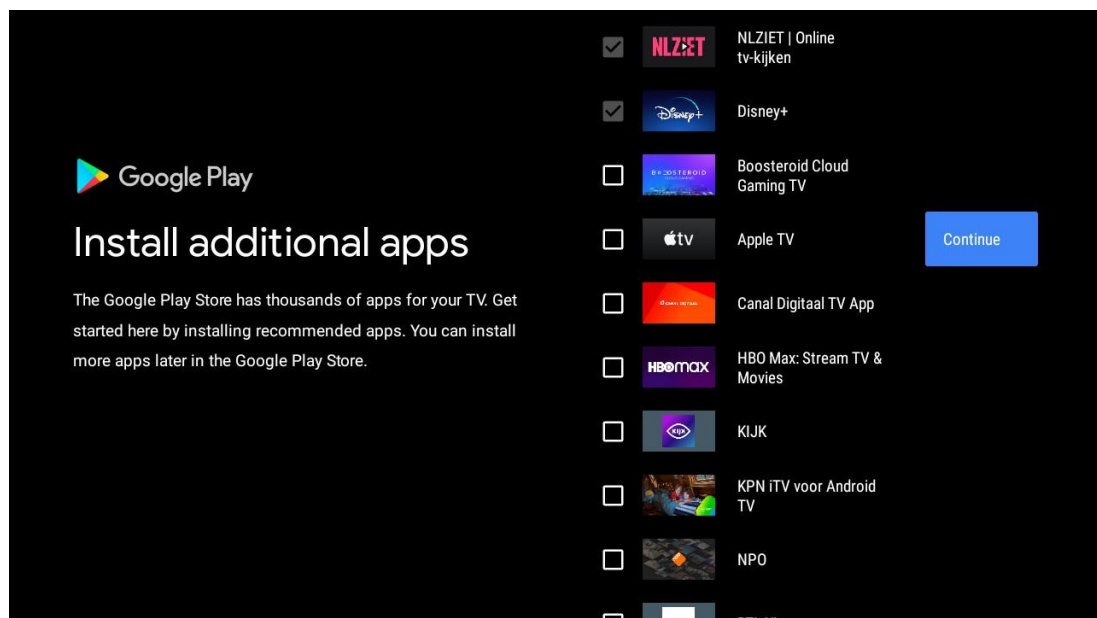 Google Play
Install additional apps
The Google Play Store has thousands of apps for your TV. Get
started here by installing recommended apps. You can install
more apps later in the Google Play Store.
NLZIET
NLZIET | Online
tv-kijken
Disney+
Disney+
BOOSTEROID
Boosteroid Cloud
Gaming TV
tv
Apple TV
Continue
CANAL DIGITAAL
Canal Digitaal TV App
HBOmax
HBO Max: Stream TV &
Movies
KIJK
KIJK
KPN iTV voor Android
TV
NPO